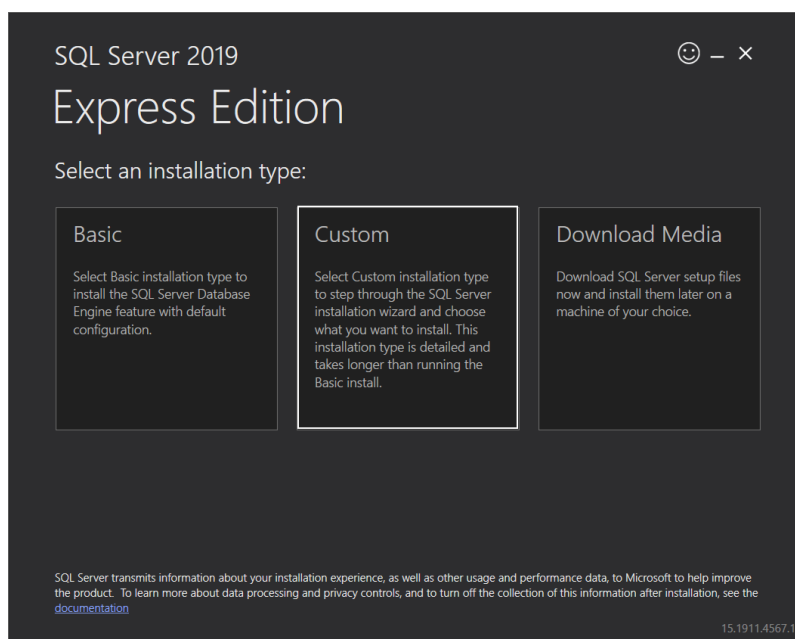 SQL Server 2019
Express Edition
Select an installation type:
Basic
Select Basic installation type to
install the SQL Server Database
Engine feature with default
configuration.
Custom
Select Custom installation type
to step through the SQL Server
installation wizard and choose
what you want to install. This
installation type is detailed and
takes longer than running the
Basic install.
Download Media
Download SQL Server setup files
now and install them later on a
machine of your choice.
SQL Server transmits information about your installation experience, as well as other usage and performance data, to Microsoft to help improve
the product. To learn more about data processing and privacy controls, and to turn off the collection of this information after installation, see the
documentation
15.1911.4567.1